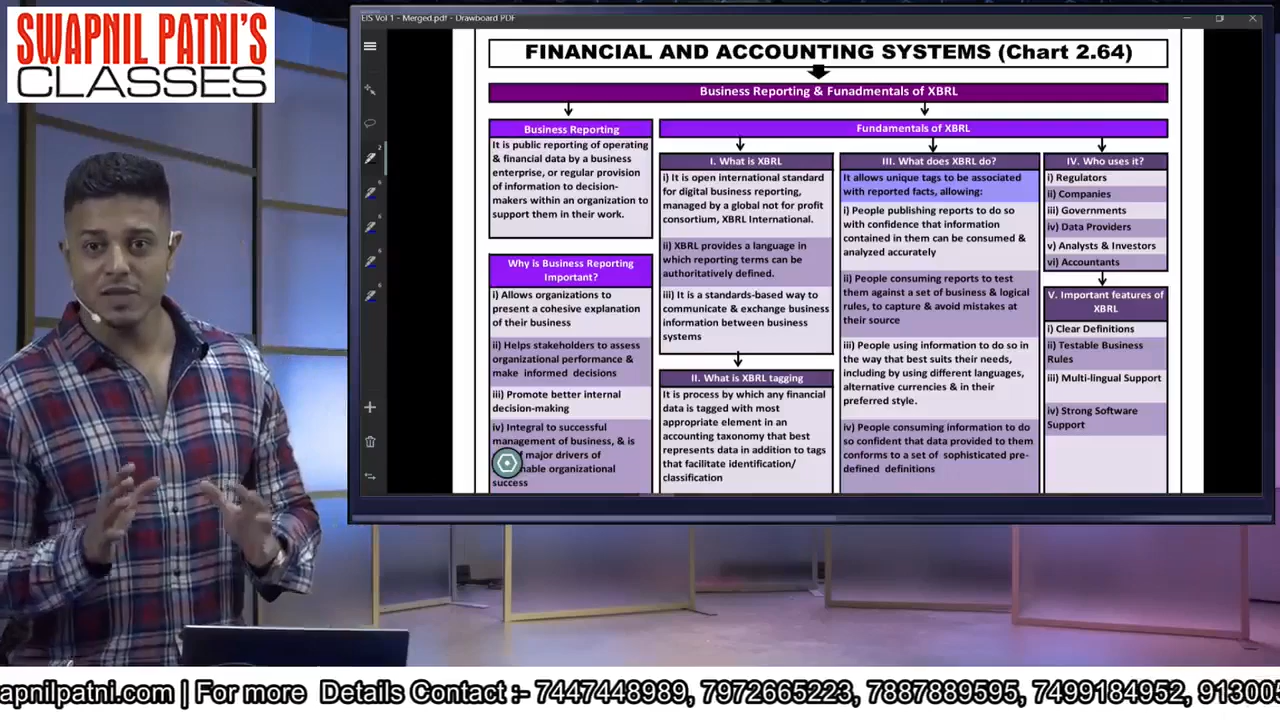 SWAPNIL PATNI'S
CLASSES
EIS Vol 1 - Merged.pdf - Drawboard PDF
FINANCIAL AND ACCOUNTING SYSTEMS (Chart 2.64)
Business Reporting & Funadmentals of XBRL
Business Reporting
It is public reporting of operating
& financial data by a business
enterprise, or regular provision
of information to decision-
makers within an organization to
support them in their work.
Why is Business Reporting
Important?
i) Allows organizations to
present a cohesive explanation
of their business
ii) Helps stakeholders to assess
organizational performance &
make informed decisions
iii) Promote better internal
decision-making
iv) Integral to successful
management of business, & is
major drivers of
organizational
success
Fundamentals of XBRL
I. What is XBRL
i) It is open international standard
for digital business reporting,
managed by a global not for profit
consortium, XBRL International.
ii) XBRL provides a language in
which reporting terms can be
authoritatively defined.
iii) It is a standards-based way to
communicate & exchange business
information between business
systems
II. What is XBRL tagging
It is process by which any financial
data is tagged with most
appropriate element in an
accounting taxonomy that best
represents data in addition to tags
that facilitate identification/
classification
III. What does XBRL do?
It allows unique tags to be associated
with reported facts, allowing:
i) People publishing reports to do so
with confidence that information
contained in them can be consumed &
analyzed accurately
ii) People consuming reports to test
them against a set of business & logical
rules, to capture & avoid mistakes at
their source
iii) People using information to do so in
the way that best suits their needs,
including by using different languages,
alternative currencies & in their
preferred style.
iv) People consuming information to do
so confident that data provided to them
conforms to a set of sophisticated pre-
defined definitions
IV. Who uses it?
i) Regulators
ii) Companies
iii) Governments
iv) Data Providers
v) Analysts & Investors
vi) Accountants
V. Important features of
XBRL
i) Clear Definitions
ii) Testable Business
Rules
iii) Multi-lingual Support
iv) Strong Software
Support
apnilpatni.com | For more Details Contact :- 7447448989, 7972665223, 7887889595, 7499184952, 913005